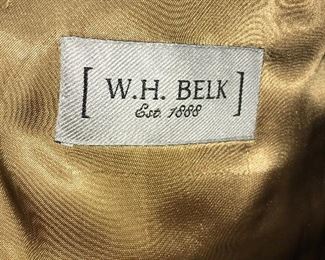 [ W.H. BELK ]
Est. 1888